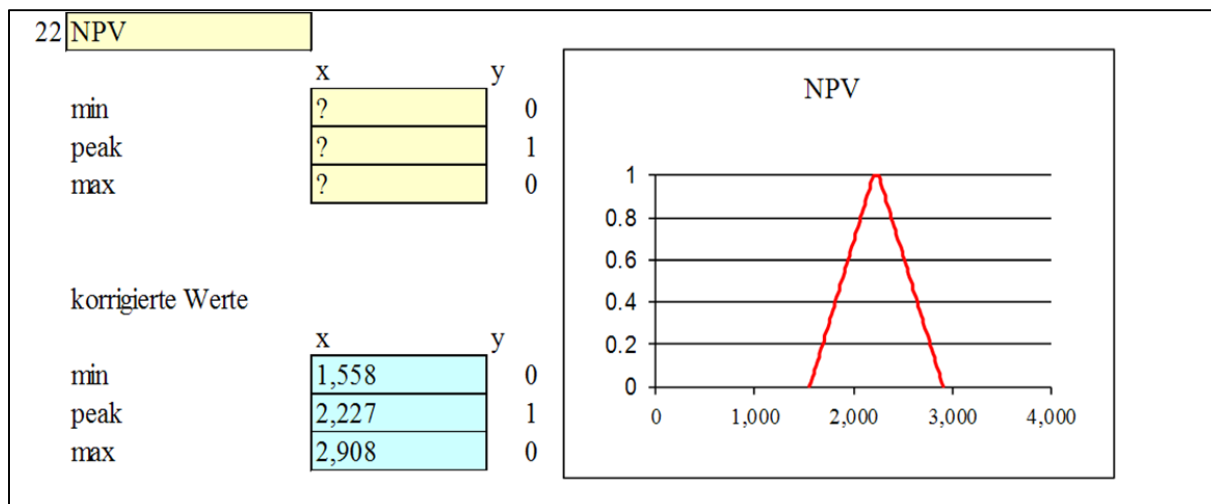 22 NPV
x y
min ? 0
peak ? 1
max ? 0
korrigierte Werte
x y
min 1,558 0
peak 2,227 1
max 2,908 0
NPV
1
0.8
0.6
0.4
0.2
0
0 1,000 2,000 3,000 4,000